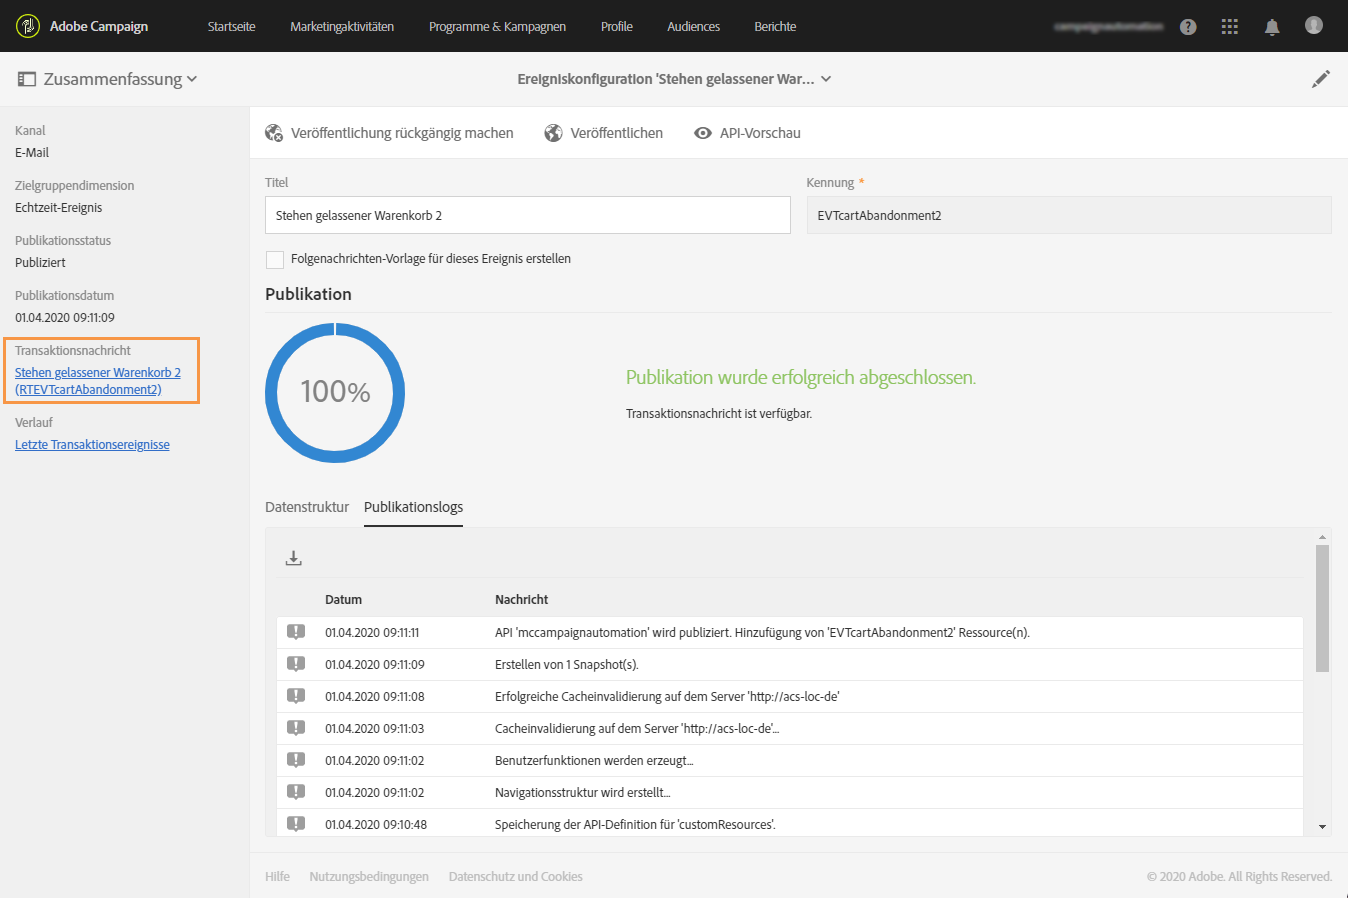 Adobe Campaign
Startseite
Marketingaktivitäten
Programme & Kampagnen
Profile
Audiences
Berichte
campaignautomation
Zusammenfassung
Ereigniskonfiguration 'Stehen gelassener War...
Kanal
E-Mail
Zielgruppendimension
Echtzeit-Ereignis
Publikationsstatus
Publiziert
Publikationsdatum
01.04.2020 09:11:09
Transaktionsnachricht
Stehen gelassener Warenkorb 2
(RTEVTcartAbandonment2)
Verlauf
Letzte Transaktionsereignisse
Veröffentlichung rückgängig machen
Veröffentlichen
API-Vorschau
Titel
Kennung *
Stehen gelassener Warenkorb 2
EVTcartAbandonment2
Folgenachrichten-Vorlage für dieses Ereignis erstellen
Publikation
100%
Publikation wurde erfolgreich abgeschlossen.
Transaktionsnachricht ist verfügbar.
Datenstruktur
Publikationslogs
Datum Nachricht
01.04.2020 09:11:11 API 'mccampaignautomation' wird publiziert. Hinzufügung von 'EVTcartAbandonment2' Ressource(n).
01.04.2020 09:11:09 Erstellen von 1 Snapshot(s).
01.04.2020 09:11:08 Erfolgreiche Cacheinvalidierung auf dem Server 'http://acs-loc-de'
01.04.2020 09:11:03 Cacheinvalidierung auf dem Server 'http://acs-loc-de'...
01.04.2020 09:11:02 Benutzerfunktionen werden erzeugt...
01.04.2020 09:11:02 Navigationsstruktur wird erstellt...
01.04.2020 09:10:48 Speicherung der API-Definition für 'customResources'.
Hilfe
Nutzungsbedingungen
Datenschutz und Cookies
© 2020 Adobe. All Rights Reserved.